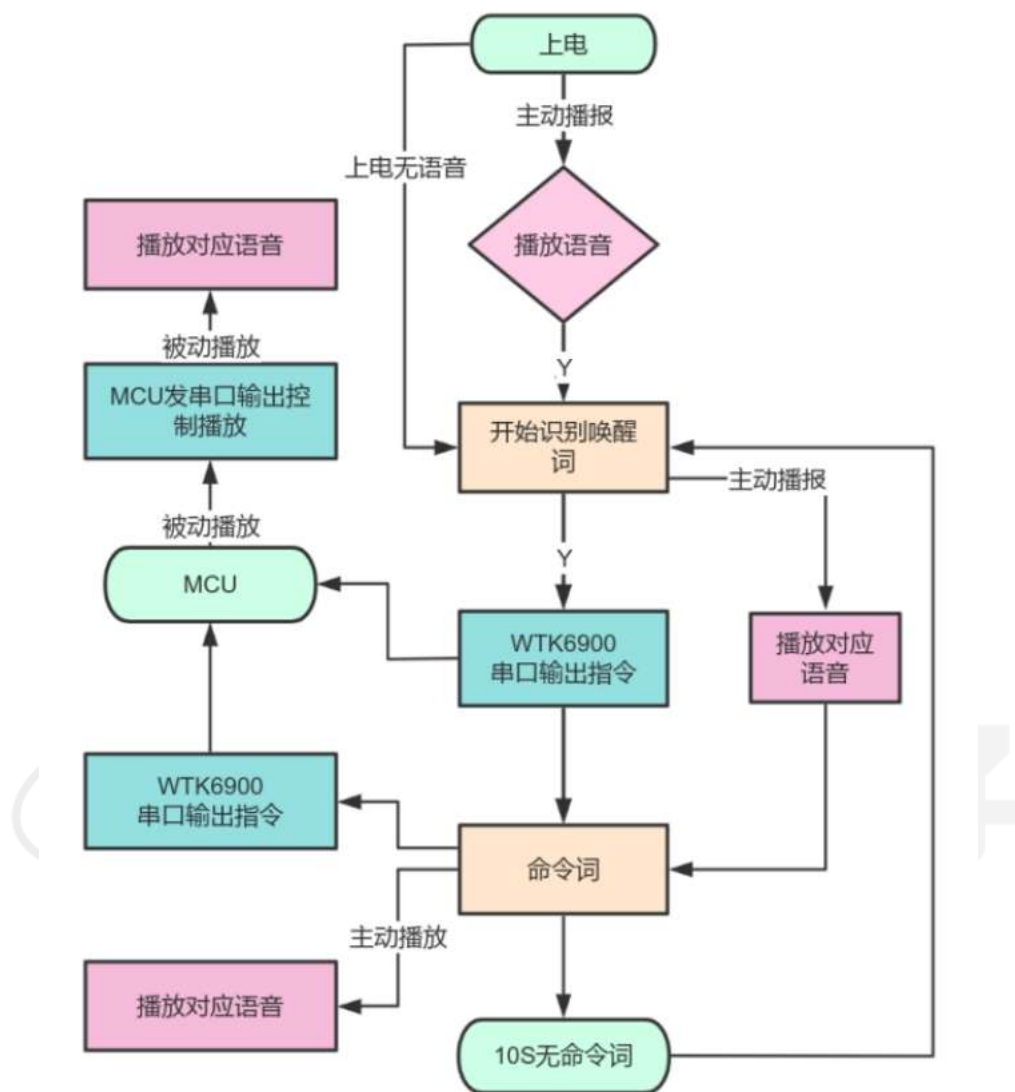 上电
主动播报
上电无语音
播放语音
播放对应语音
Y
被动播放
MCU发串口输出控
制播放
开始识别唤醒
词
主动播报
被动播放
Y
MCU
WTK6900
串口输出指令
播放对应
语音
WTK6900
串口输出指令
命令词
主动播放
播放对应语音
10S无命令词